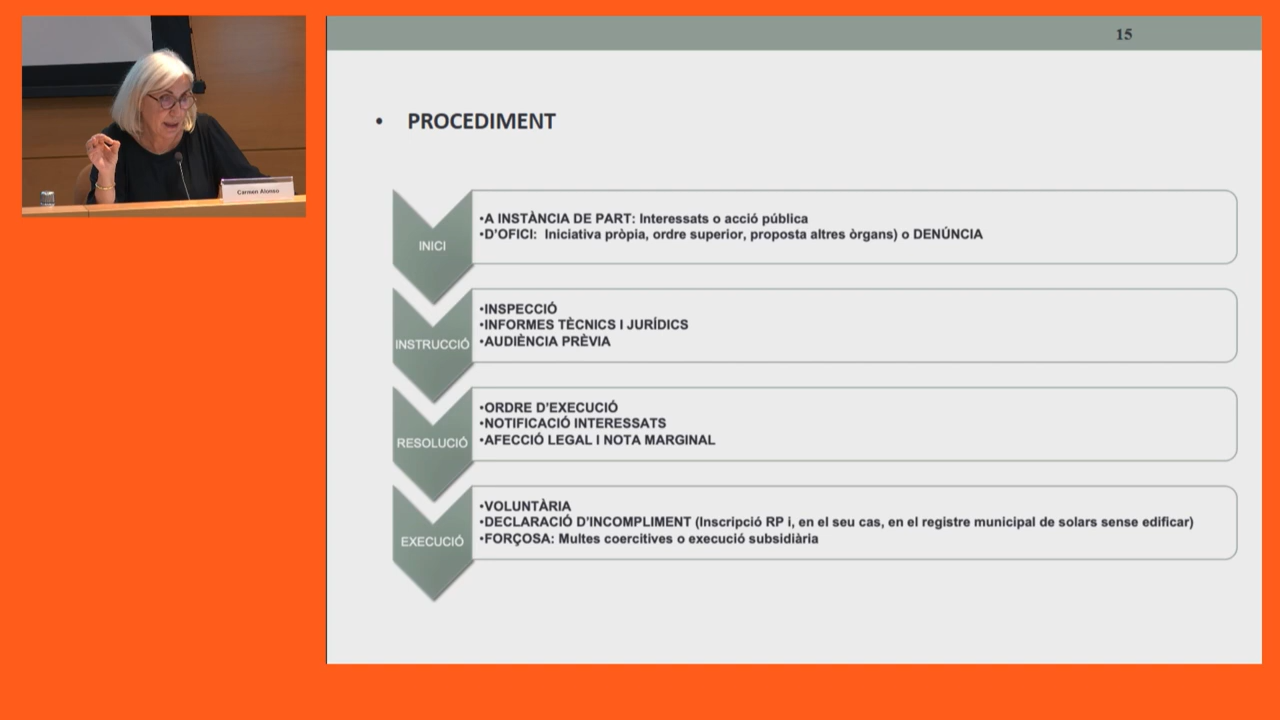 Carmen Alonso
15
• PROCEDIMENT
INICI
•A INSTÀNCIA DE PART: Interessats o acció pública
•D'OFICI: Iniciativa pròpia, ordre superior, proposta altres òrgans) o DENÚNCIA
INSTRUCCIÓ
•INSPECCIÓ
•INFORMES TÈCNICS I JURÍDICS
•AUDIÈNCIA PRÈVIA
RESOLUCIÓ
•ORDRE D'EXECUCIÓ
•NOTIFICACIÓ INTERESSATS
•AFECCIÓ LEGAL I NOTA MARGINAL
EXECUCIÓ
•VOLUNTÀRIA
•DECLARACIÓ D'INCOMPLIMENT (Inscripció RP i, en el seu cas, en el registre municipal de solars sense edificar)
•FORÇOSA: Multes coercitives o execució subsidiària